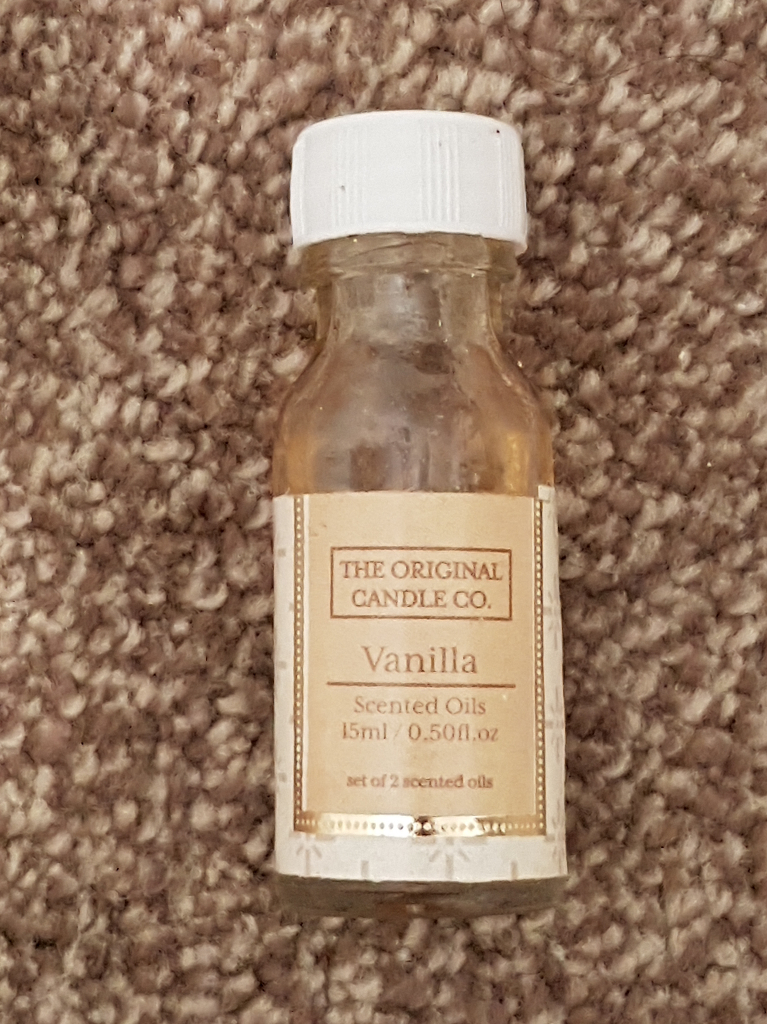 THE ORIGINAL
CANDLE CO.
Vanilla
Scented Oils
15ml / 0.50fl.oz
set of 2 scented oils